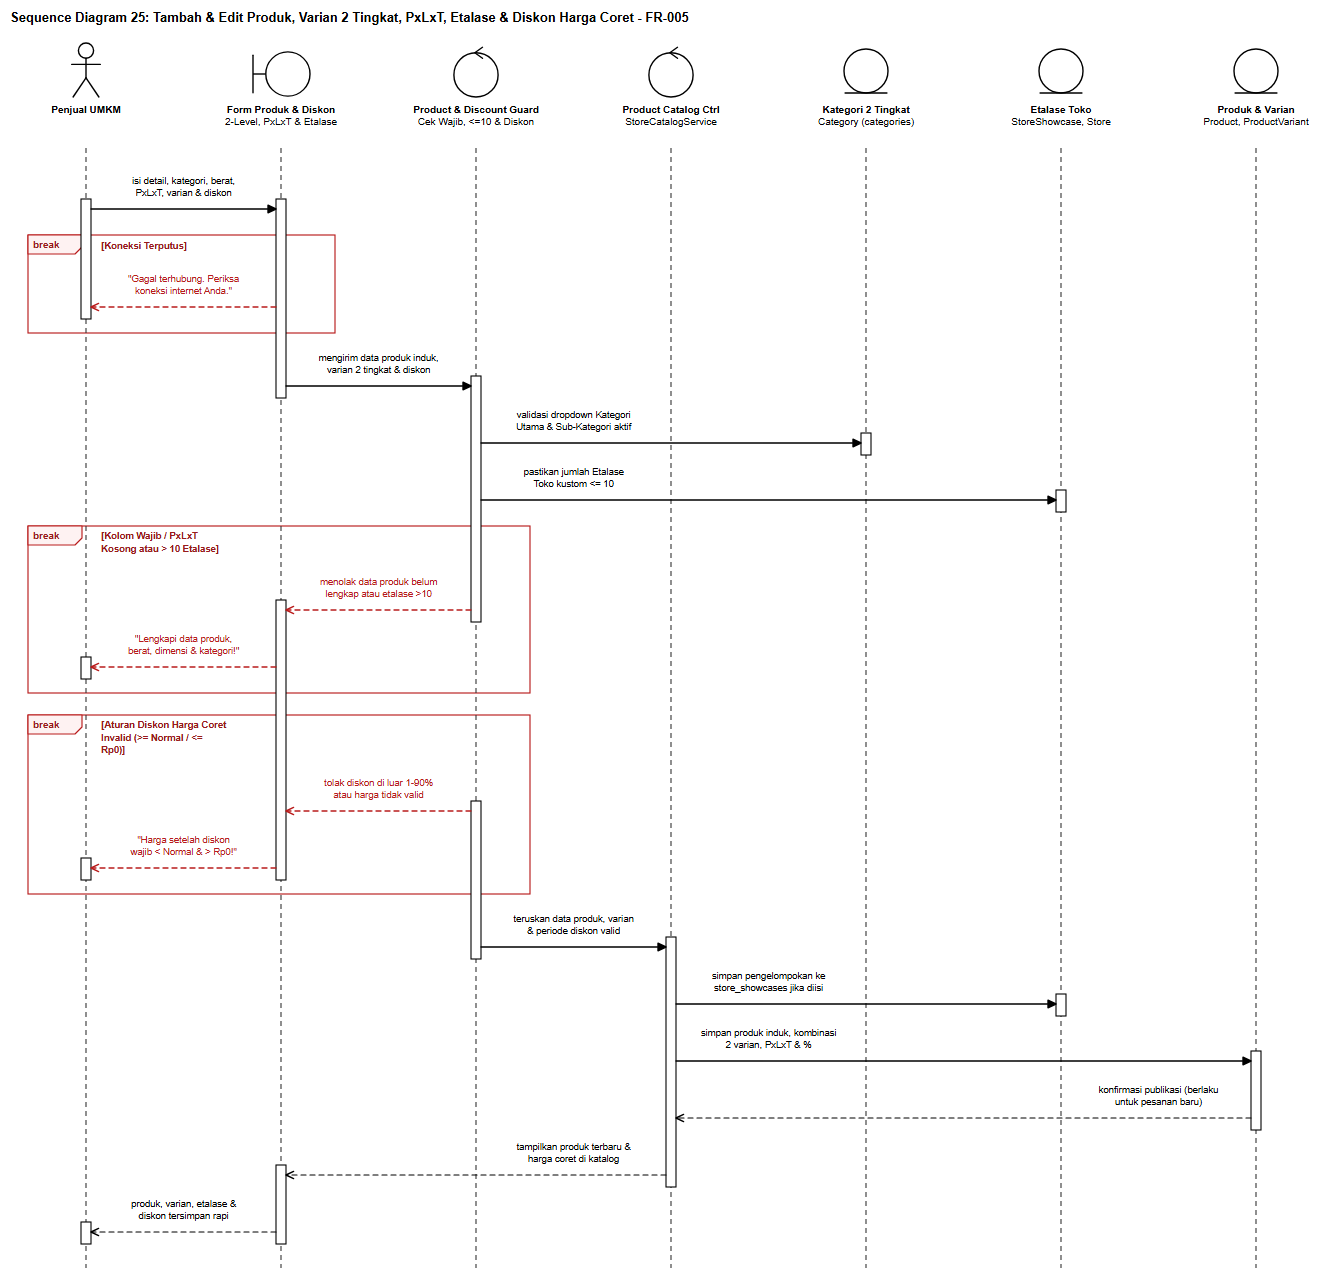 Sequence Diagram 25: Tambah & Edit Produk, Varian 2 Tingkat, PxLxT, Etalase & Diskon Harga Coret - FR-005
Penjual UMKM
Form Produk & Diskon
2-Level, PxLxT & Etalase
Product & Discount Guard
Cek Wajib, <=10 & Diskon
Product Catalog Ctrl
StoreCatalogService
Kategori 2 Tingkat
Category (categories)
Etalase Toko
StoreShowcase, Store
Produk & Varian
Product, ProductVariant
isi detail, kategori, berat,
PxLxT, varian & diskon
break
[Koneksi Terputus]
"Gagal terhubung. Periksa
koneksi internet Anda."
mengirim data produk induk,
varian 2 tingkat & diskon
validasi dropdown Kategori
Utama & Sub-Kategori aktif
pastikan jumlah Etalase
Toko kustom <= 10
break
[Kolom Wajib / PxLxT
Kosong atau > 10 Etalase]
menolak data produk belum
lengkap atau etalase >10
"Lengkapi data produk,
berat, dimensi & kategori!"
break
[Aturan Diskon Harga Coret
Invalid (>= Normal / <=
Rp0)]
tolak diskon di luar 1-90%
atau harga tidak valid
"Harga setelah diskon
wajib < Normal & > Rp0!"
teruskan data produk, varian
& periode diskon valid
simpan pengelompokan ke
store_showcases jika diisi
simpan produk induk, kombinasi
2 varian, PxLxT & %
konfirmasi publikasi (berlaku
untuk pesanan baru)
tampilkan produk terbaru &
harga coret di katalog
produk, varian, etalase &
diskon tersimpan rapi